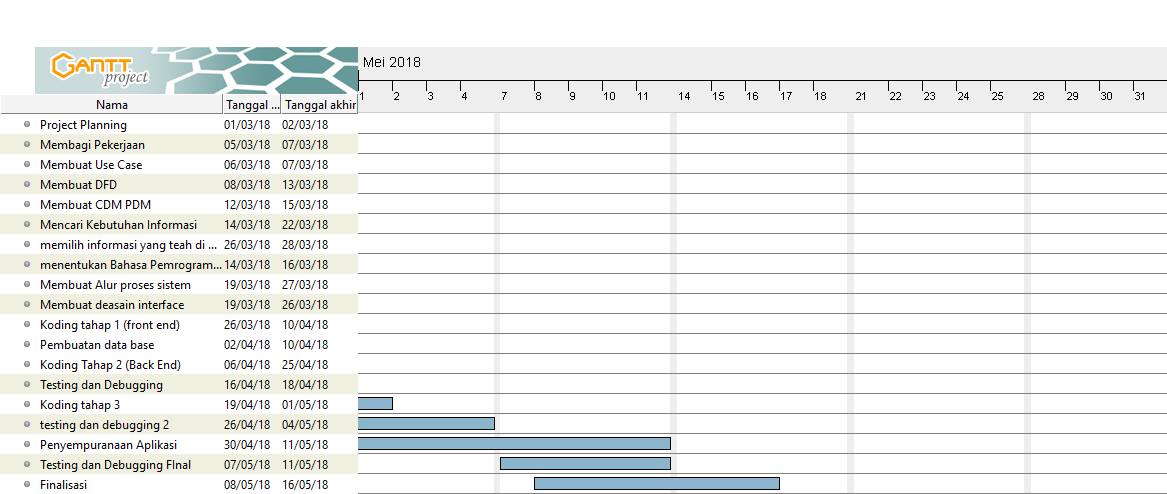 GANTT
project
Mei 2018
1 2 3 4 7 8 9 10 11 14 15 16 17 18 21 22 23 24 25 28 29 30 31
Nama Tanggal ... Tanggal akhir
Project Planning 01/03/18 02/03/18
Membagi Pekerjaan 05/03/18 07/03/18
Membuat Use Case 06/03/18 07/03/18
Membuat DFD 08/03/18 13/03/18
Membuat CDM PDM 12/03/18 15/03/18
Mencari Kebutuhan Informasi 14/03/18 22/03/18
memilih informasi yang teah di ... 26/03/18 28/03/18
menentukan Bahasa Pemrogram... 14/03/18 16/03/18
Membuat Alur proses sistem 19/03/18 27/03/18
Membuat deasain interface 19/03/18 26/03/18
Koding tahap 1 (front end) 26/03/18 10/04/18
Pembuatan data base 02/04/18 10/04/18
Koding Tahap 2 (Back End) 06/04/18 25/04/18
Testing dan Debugging 16/04/18 18/04/18
Koding tahap 3 19/04/18 01/05/18
testing dan debugging 2 26/04/18 04/05/18
Penyempuranaan Aplikasi 30/04/18 11/05/18
Testing dan Debugging FInal 07/05/18 11/05/18
Finalisasi 08/05/18 16/05/18